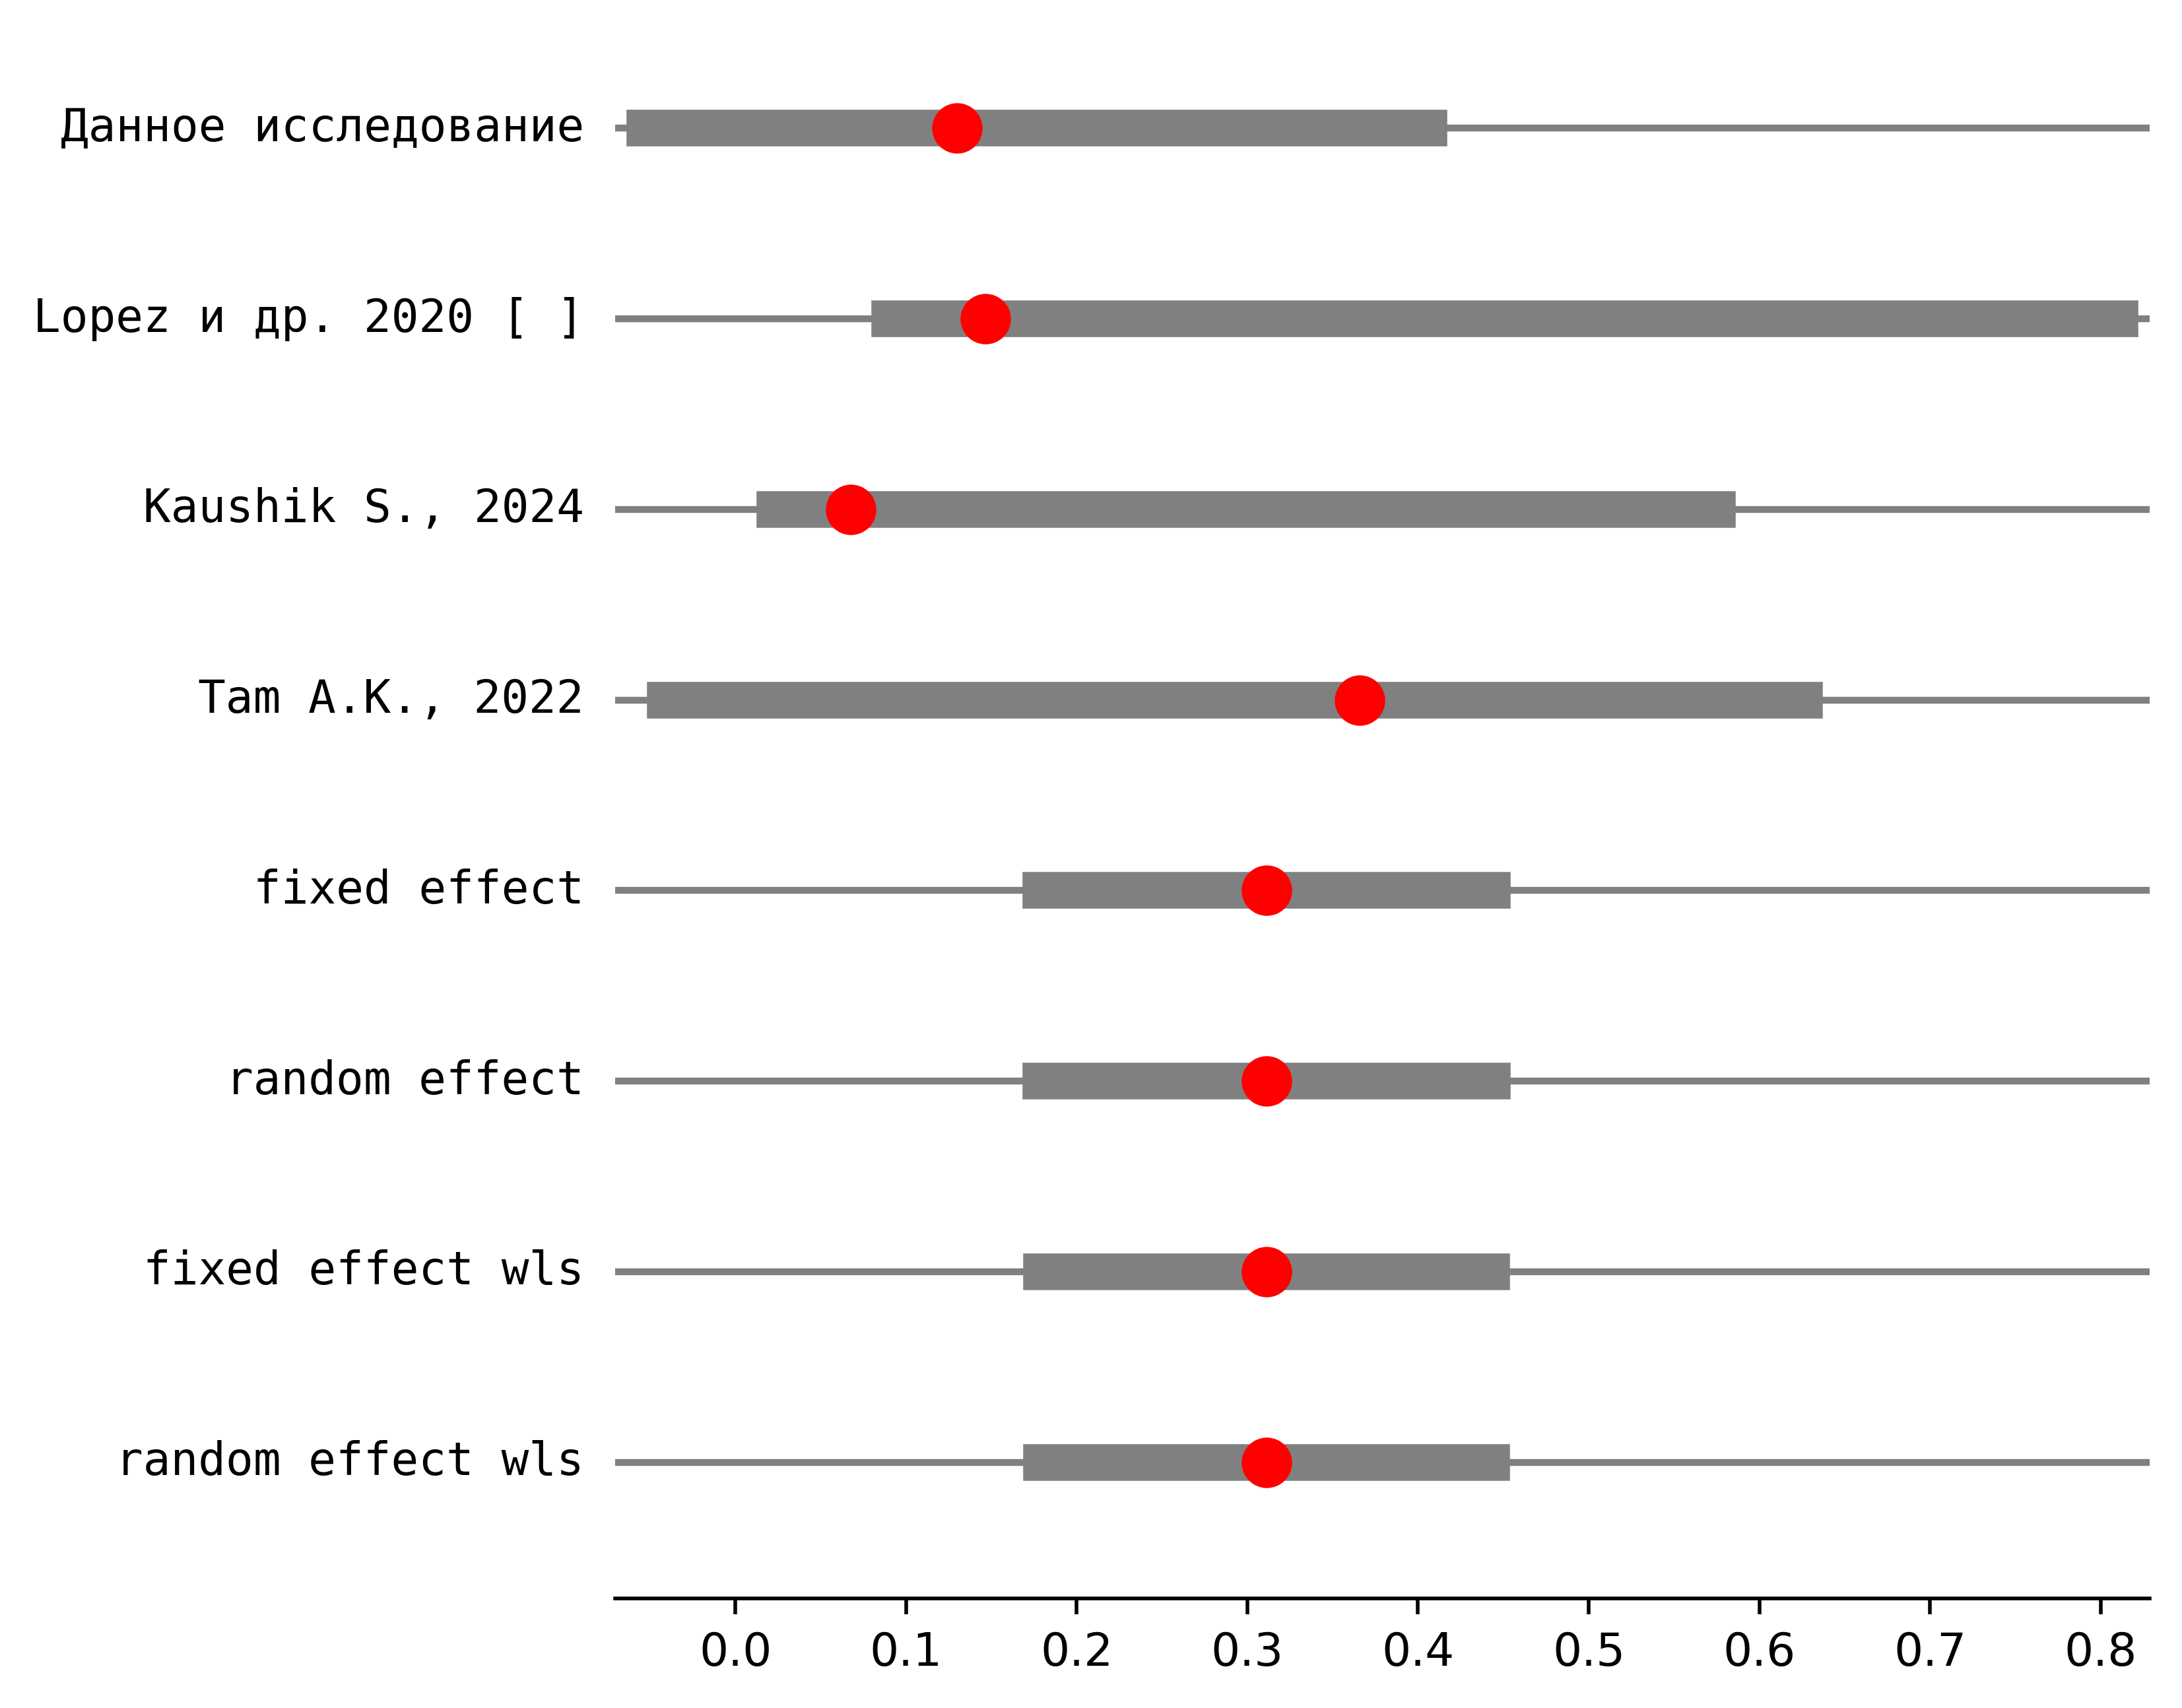 Данное исследование
Lopez и др. 2020 [ ]
Kaushik S., 2024
Tam A.K., 2022
fixed effect
random effect
fixed effect wls
random effect wls
0.0 0.1 0.2 0.3 0.4 0.5 0.6 0.7 0.8